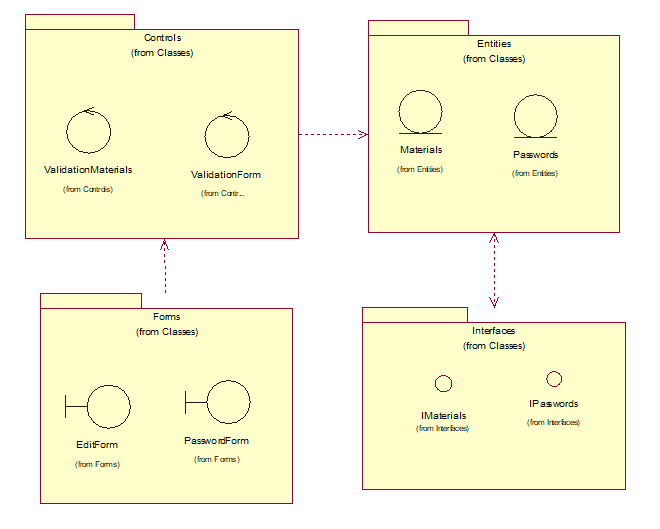 Controls
(from Classes)
ValidationMaterials
(from Controls)
ValidationForm
(from Contr...
Entities
(from Classes)
Materials
(from Entities)
Passwords
(from Entities)
Forms
(from Classes)
EditForm
(from Forms)
PasswordForm
(from Forms)
Interfaces
(from Classes)
IMaterials
(from Interfaces)
IPasswords
(from Interfaces)